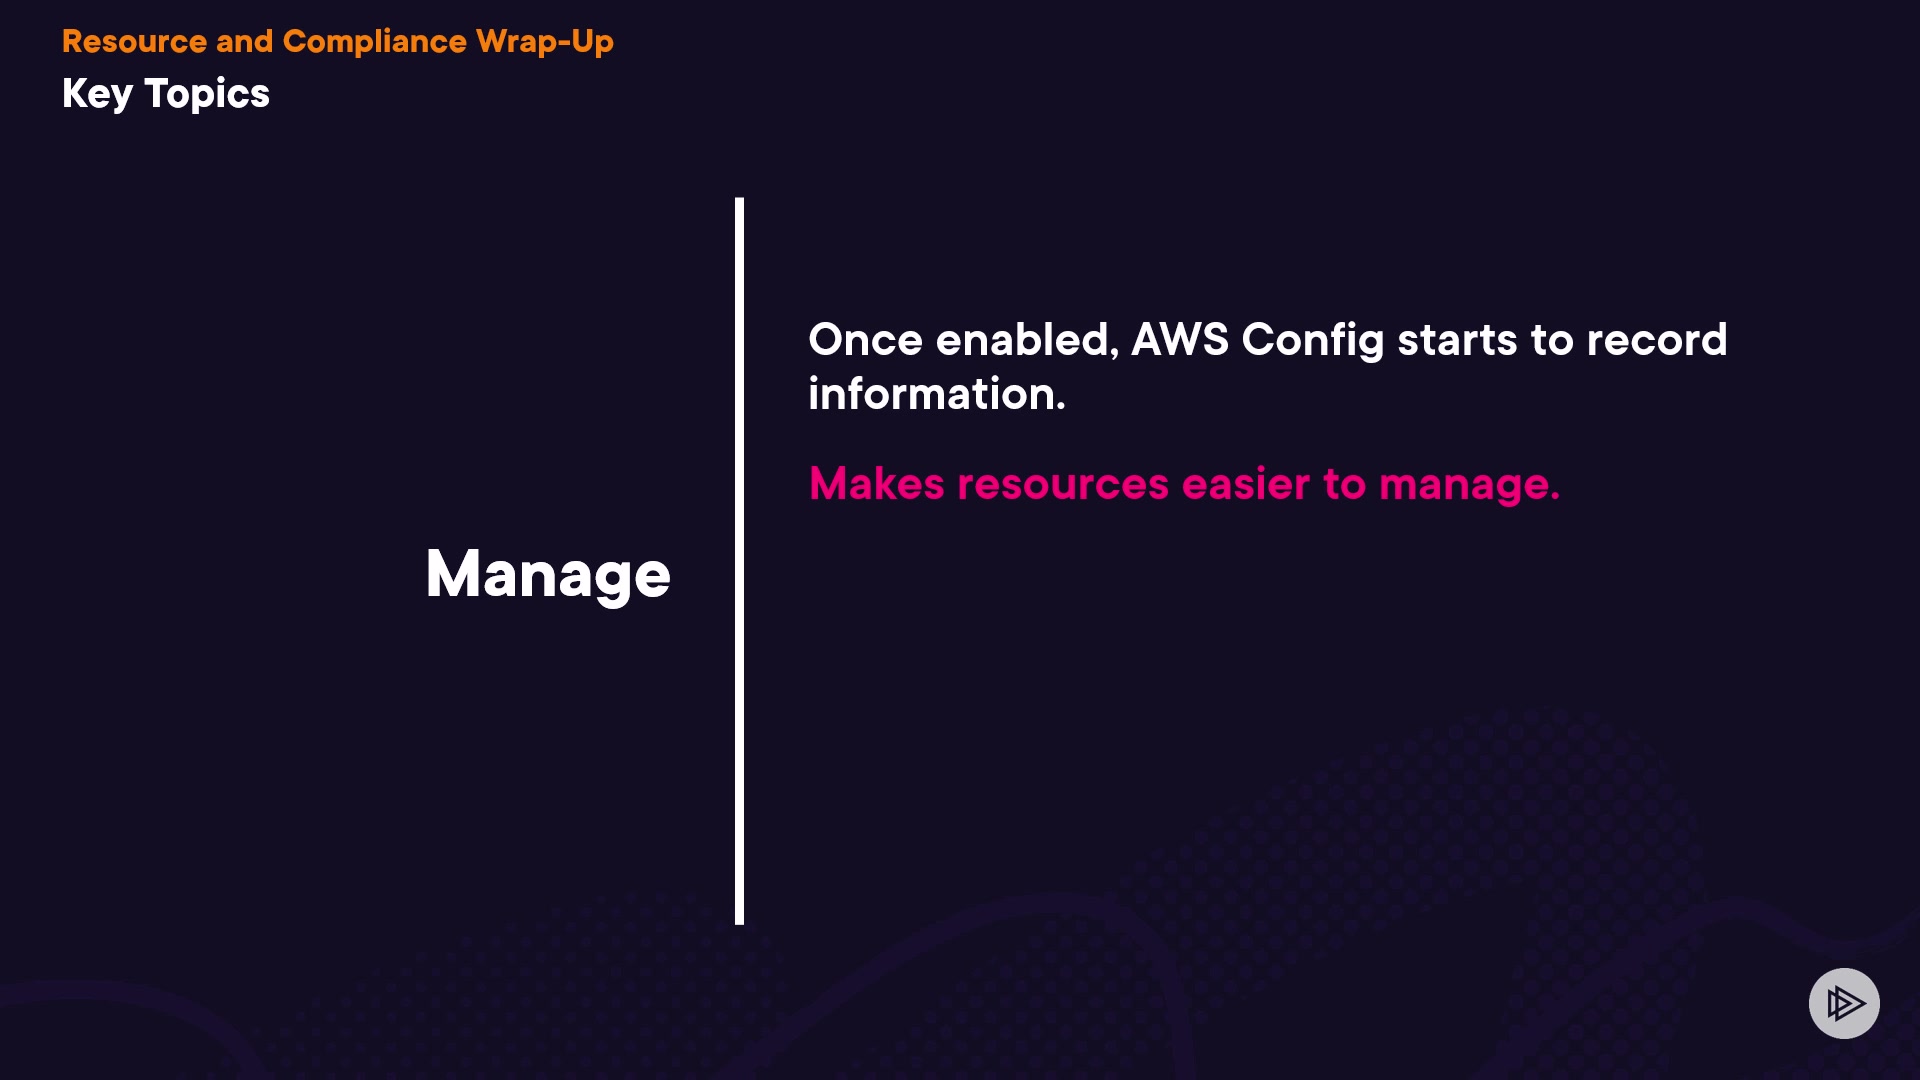 Resource and Compliance Wrap-Up
Key Topics
Manage
Once enabled, AWS Config starts to record
information.
Makes resources easier to manage.